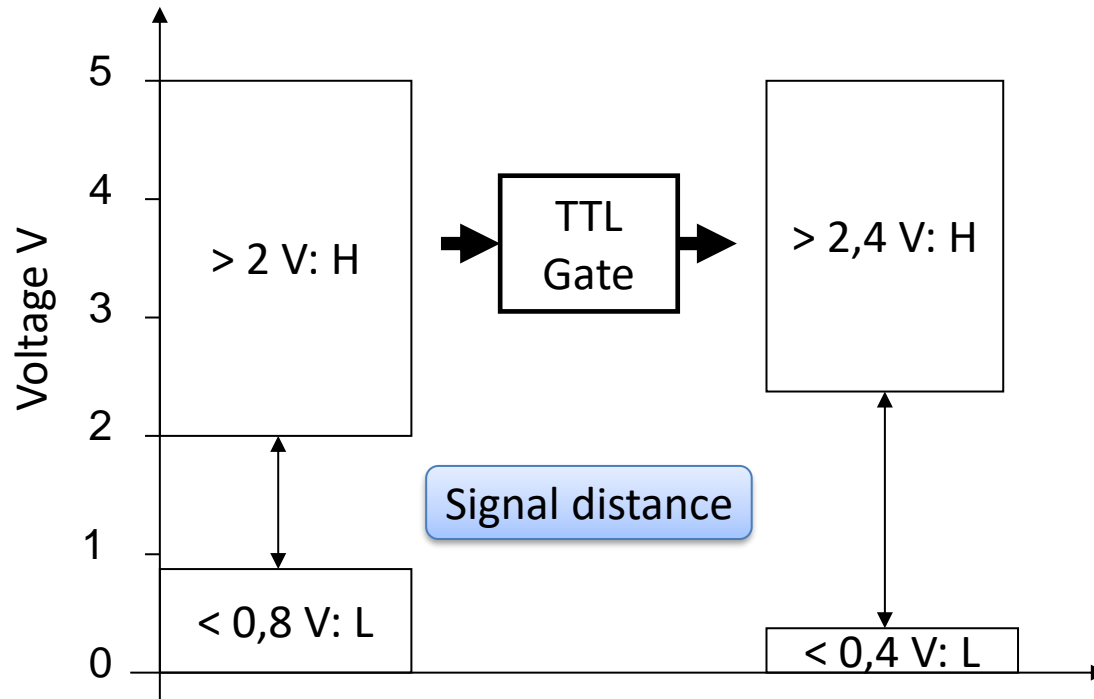 Voltage V
5
4
3
2
1
0
> 2 V: H
< 0,8 V: L
TTL
Gate
Signal distance
> 2,4 V: H
< 0,4 V: L